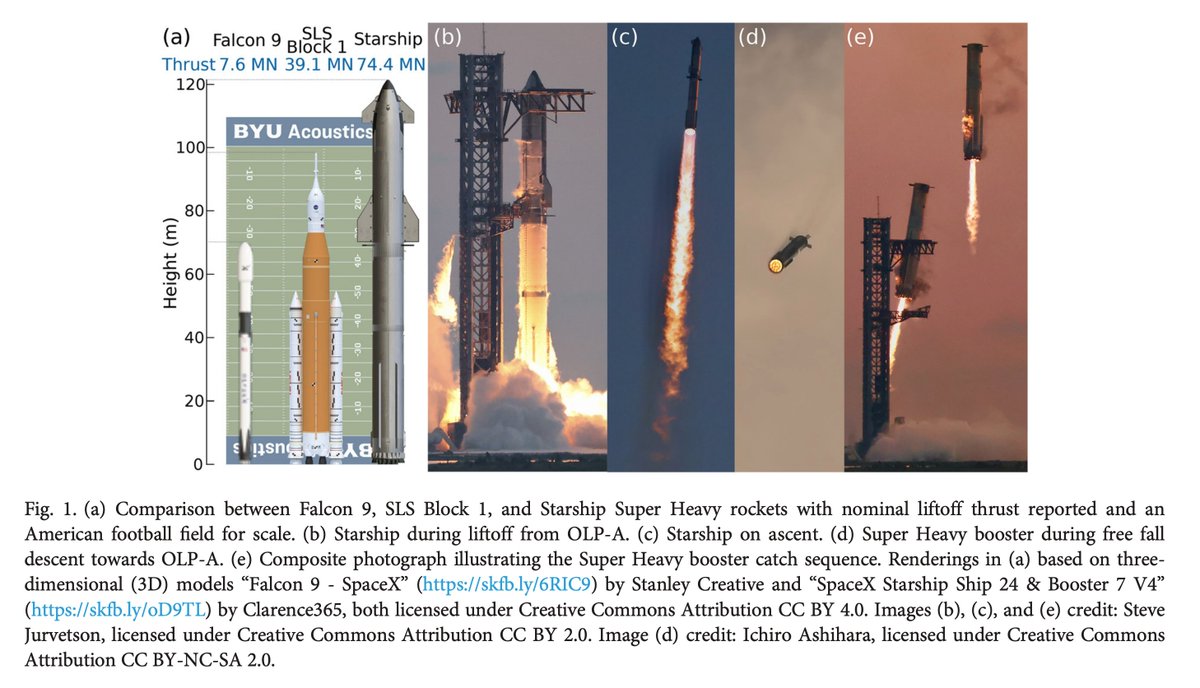 (a)
Falcon 9 SLS Block 1 Starship
Thrust 7.6 MN 39.1 MN 74.4 MN
Height (m)
120
100
80
60
40
20
0
BYU Acoustics
-10
-20
-30
10-
20-
40-
-50
50-
-40
40-
-30
30-
-20
20-
-10
10-
(b)
(c)
(d)
(e)
Fig. 1. (a) Comparison between Falcon 9, SLS Block 1, and Starship Super Heavy rockets with nominal liftoff thrust reported and an
American football field for scale. (b) Starship during liftoff from OLP-A. (c) Starship on ascent. (d) Super Heavy booster during free fall
descent towards OLP-A. (e) Composite photograph illustrating the Super Heavy booster catch sequence. Renderings in (a) based on three-
dimensional (3D) models “Falcon 9 - SpaceX” (https://skfb.ly/6RIC9) by Stanley Creative and “SpaceX Starship Ship 24 & Booster 7 V4”
(https://skfb.ly/oD9TL) by Clarence365, both licensed under Creative Commons Attribution CC BY 4.0. Images (b), (c), and (e) credit: Steve
Jurvetson, licensed under Creative Commons Attribution CC BY 2.0. Image (d) credit: Ichiro Ashihara, licensed under Creative Commons
Attribution CC BY-NC-SA 2.0.